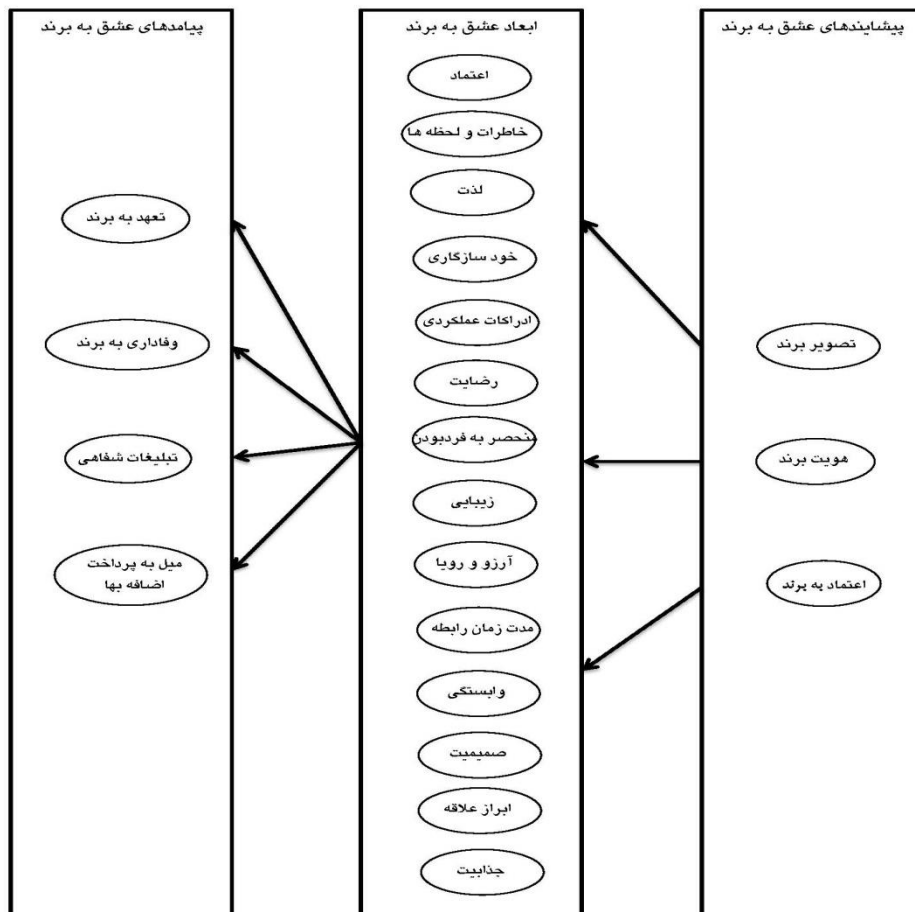 پیشایندهای عشق به برند
تصویر برند
هویت برند
اعتماد به برند
ابعاد عشق به برند
اعتماد
خاطرات و لحظه ها
لذت
خود سازگاری
ادراکات عملکردی
رضایت
منحصر به فردبودن
زیبایی
آرزو و رویا
مدت زمان رابطه
وابستگی
صمیمیت
ابراز علاقه
جذابیت
پیامدهای عشق به برند
تعهد به برند
وفاداری به برند
تبلیغات شفاهی
میل به پرداخت
اضافه بها